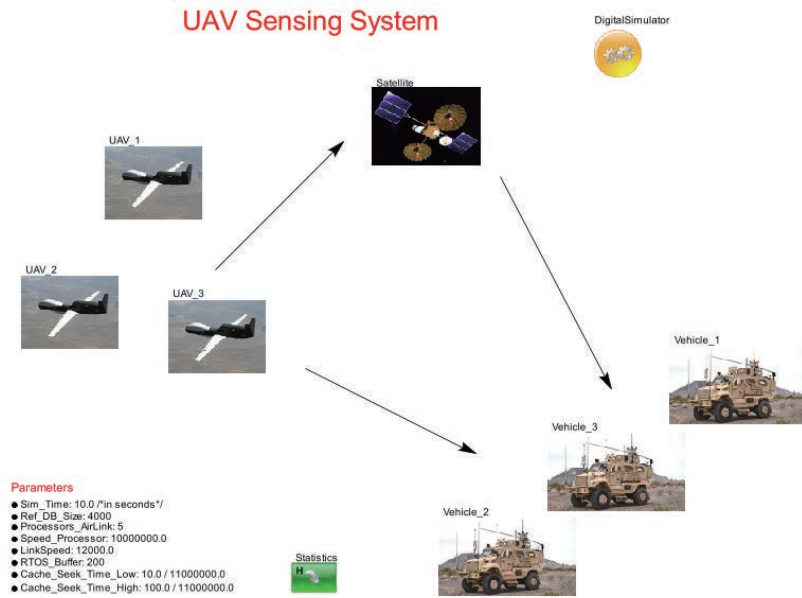 UAV Sensing System
DigitalSimulator
Satellite
UAV_1
UAV_2
UAV_3
Vehicle_1
Vehicle_3
Vehicle_2
Parameters
● Sim_Time: 10.0 /*in seconds*/
● Ref_DB_Size: 4000
● Processors_AirLink: 5
● Speed_Processor: 10000000.0
● LinkSpeed: 12000.0
● RTOS_Buffer: 200
● Cache_Seek_Time_Low: 10.0 / 11000000.0
● Cache_Seek_Time_High: 100.0 / 11000000.0
Statistics
H